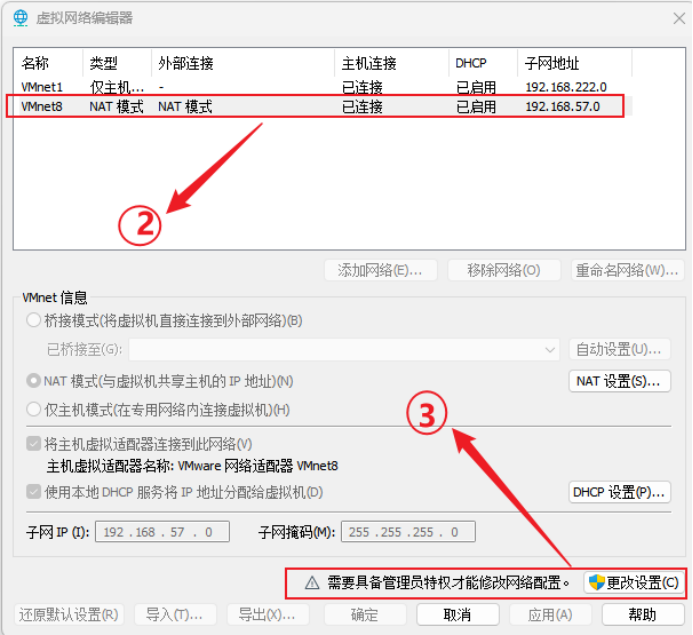 虚拟网络编辑器
名称 类型 外部连接 主机连接 DHCP 子网地址
VMnet1 仅主机... - 已连接 已启用 192.168.222.0
VMnet8 NAT 模式 NAT 模式 已连接 已启用 192.168.57.0
②
添加网络(E)... 移除网络(O) 重命名网络(W)...
VMnet 信息
桥接模式(将虚拟机直接连接到外部网络)(B)
已桥接至(G): 自动设置(U)...
NAT 模式(与虚拟机共享主机的 IP 地址)(N) NAT 设置(S)...
仅主机模式(在专用网络内连接虚拟机)(H)
③
将主机虚拟适配器连接到此网络(V)
主机虚拟适配器名称: VMware 网络适配器 VMnet8
使用本地 DHCP 服务将 IP 地址分配给虚拟机(D) DHCP 设置(P)...
子网 IP (I): 192 . 168 . 57 . 0 子网掩码(M): 255 . 255 . 255 . 0
需要具备管理员特权才能修改网络配置。 更改设置(C)
还原默认设置(R) 导入(T)... 导出(X)... 确定 取消 应用(A) 帮助